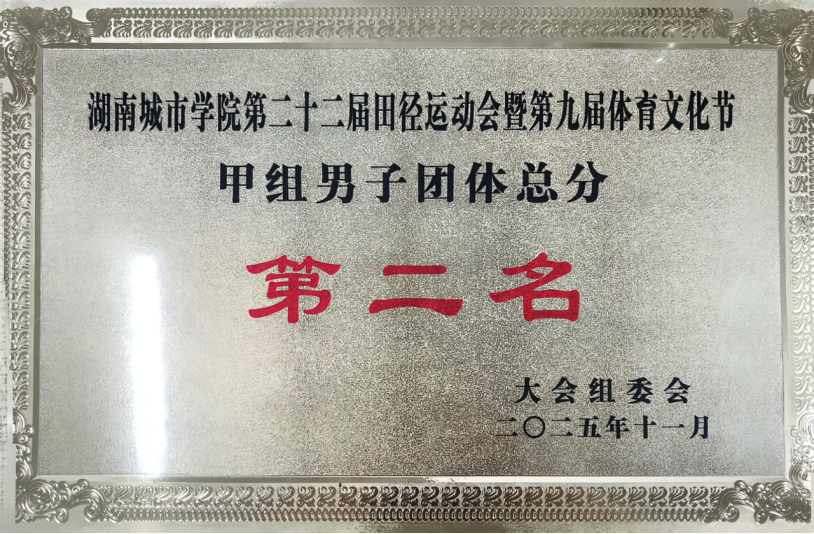 湖南城市学院第二十二届田径运动会暨第九届体育文化节
甲组男子团体总分
第二名
大会组委会
二〇二五年十一月